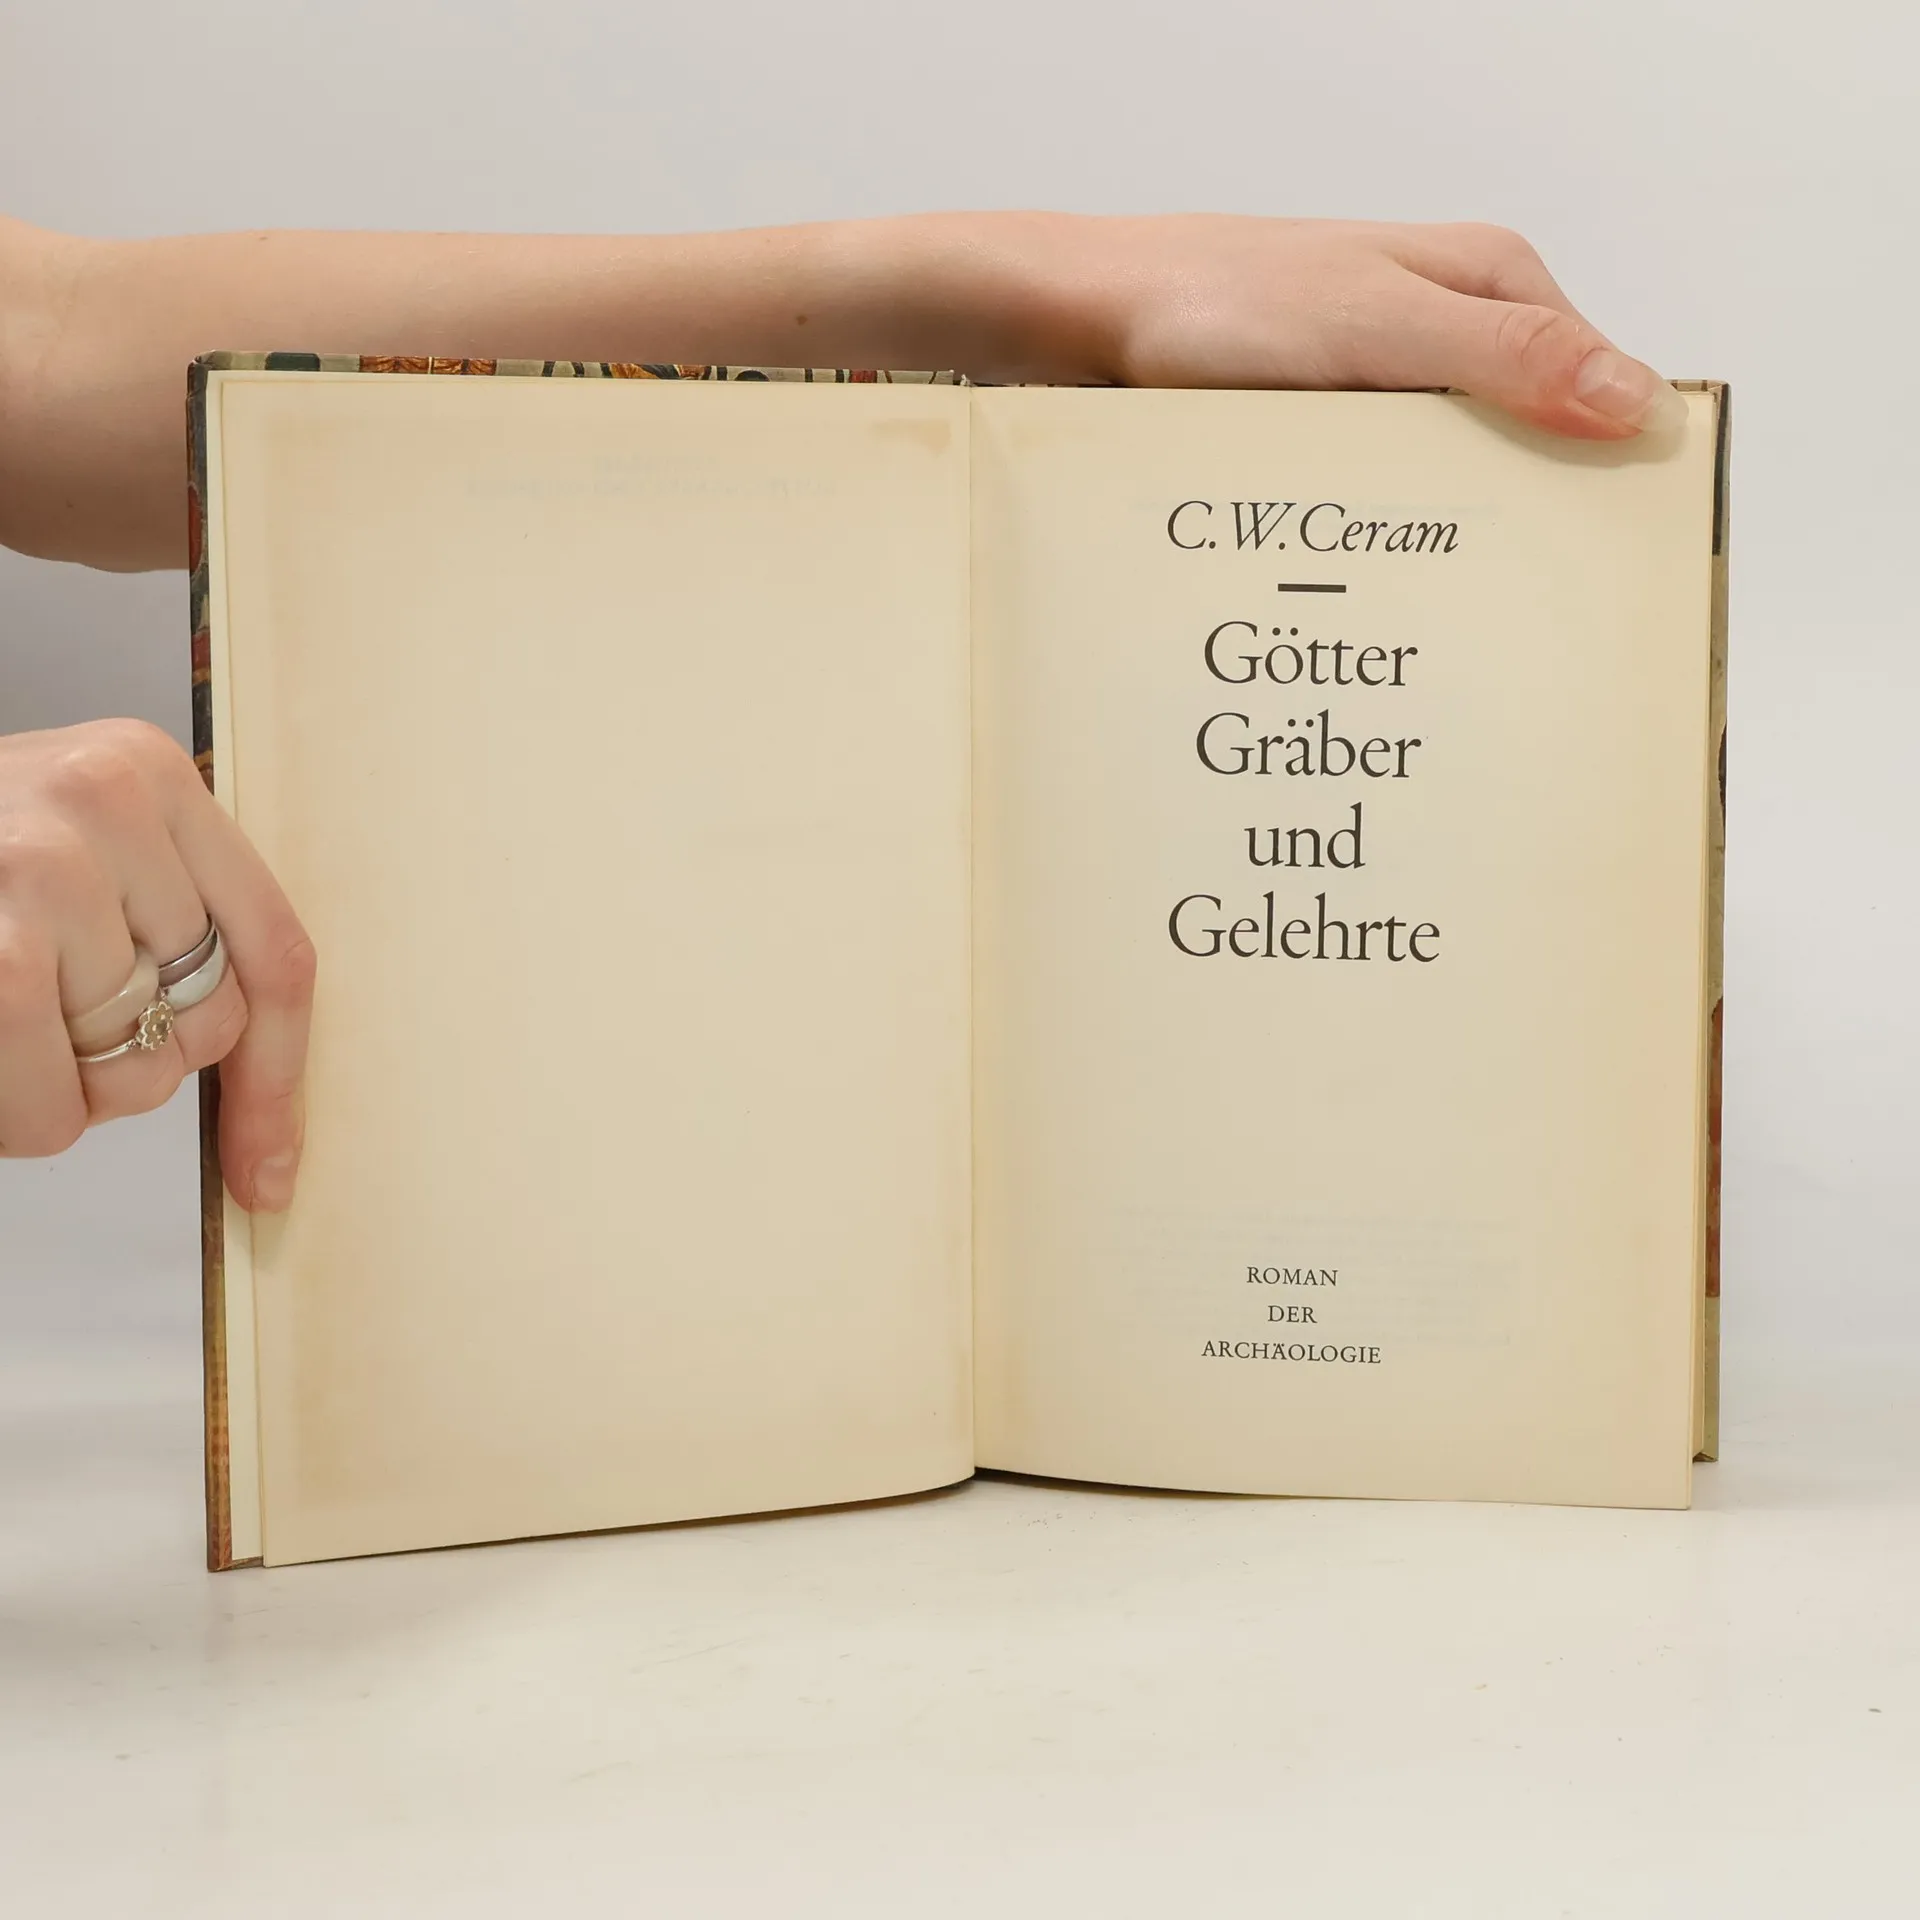 C. W. Ceram
Götter
Gräber
und
Gelehrte
ROMAN
DER
ARCHÄOLOGIE